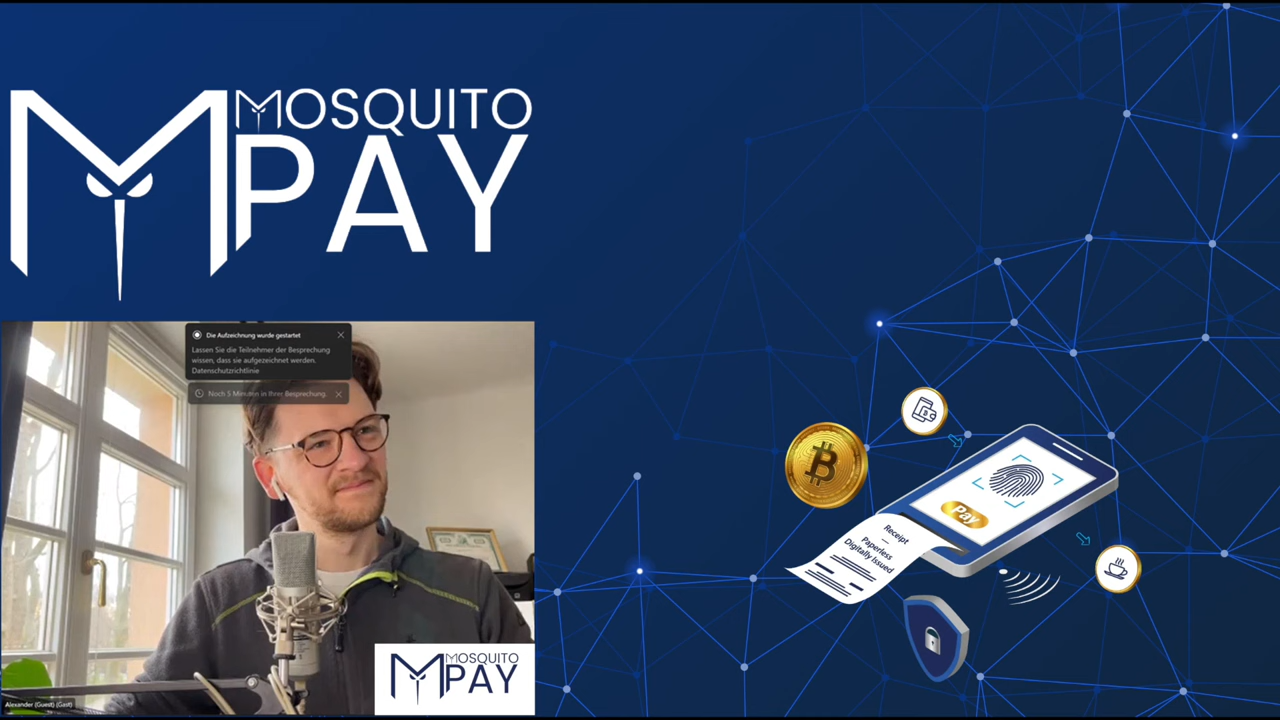 MOSQUITO
PAY
Die Aufzeichnung wurde gestartet
Lassen Sie die Teilnehmer der Besprechung
wissen, dass sie aufgezeichnet werden.
Datenschutzrichtlinie
Noch 5 Minuten in Ihrer Besprechung.
Pay
Receipt
—
Paperless
Digitally Issued
MOSQUITO
PAY
Alexander (Guest) (Gast)